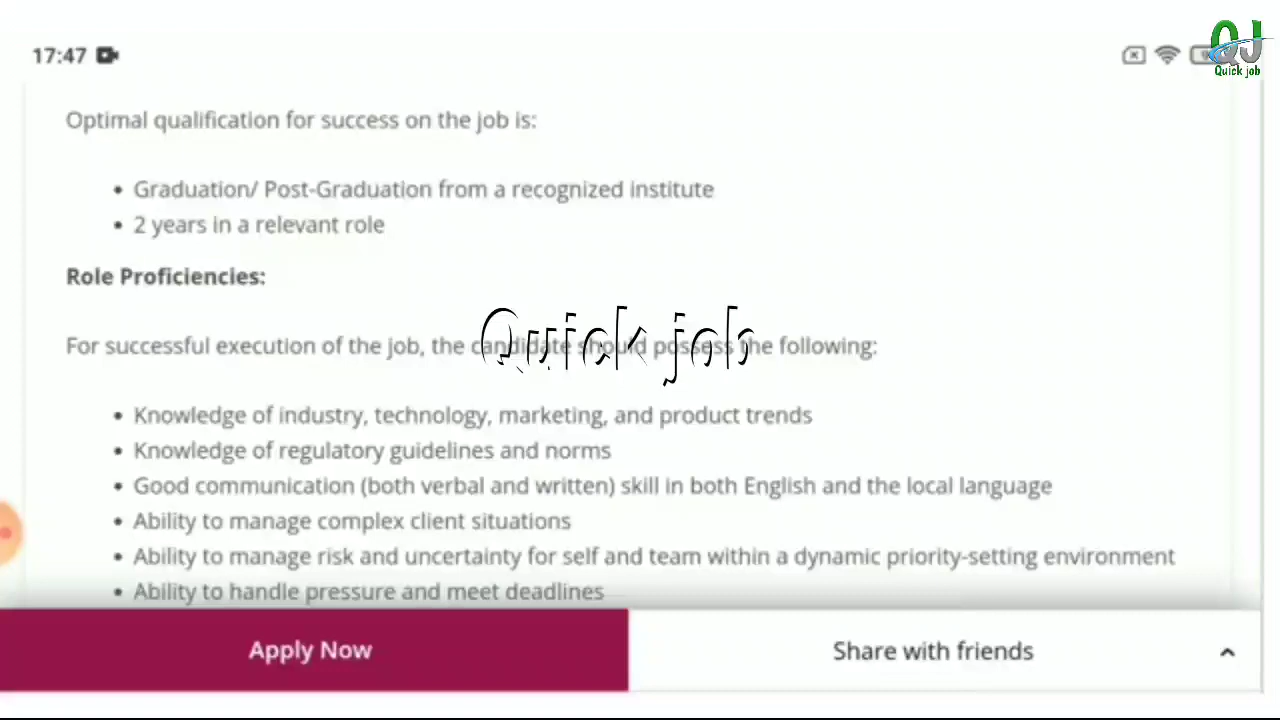 17:47
QJ
Quick job
Optimal qualification for success on the job is:
• Graduation/ Post-Graduation from a recognized institute
• 2 years in a relevant role
Role Proficiencies:
Quick job
For successful execution of the job, the candidate should possess the following:
• Knowledge of industry, technology, marketing, and product trends
• Knowledge of regulatory guidelines and norms
• Good communication (both verbal and written) skill in both English and the local language
• Ability to manage complex client situations
• Ability to manage risk and uncertainty for self and team within a dynamic priority-setting environment
• Ability to handle pressure and meet deadlines
Apply Now
Share with friends